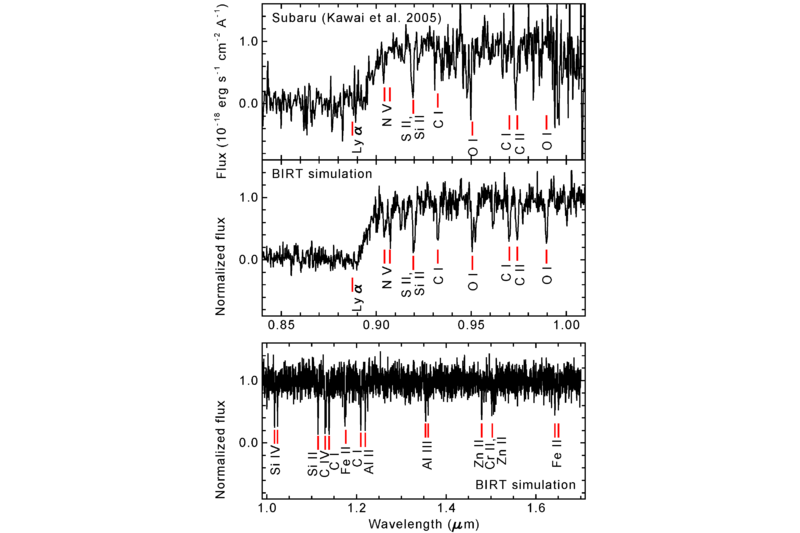 Subaru (Kawai et al. 2005)
Flux (10⁻¹⁸ erg s⁻¹ cm⁻² A⁻¹)
1.0
0.0
Ly α
N V
S II,
Si II
C I
O I
C I
C II
O I
BIRT simulation
Normalized flux
1.0
0.0
Ly α
N V
S II,
Si II
C I
O I
C I
C II
O I
0.85 0.90 0.95 1.00
Normalized flux
1.0
0.0
Si IV
Si II
C IV
C I
Fe II
C I
Al II
Al III
Zn II
Cr II,
Zn II
Fe II
BIRT simulation
1.0 1.2 1.4 1.6
Wavelength (μm)